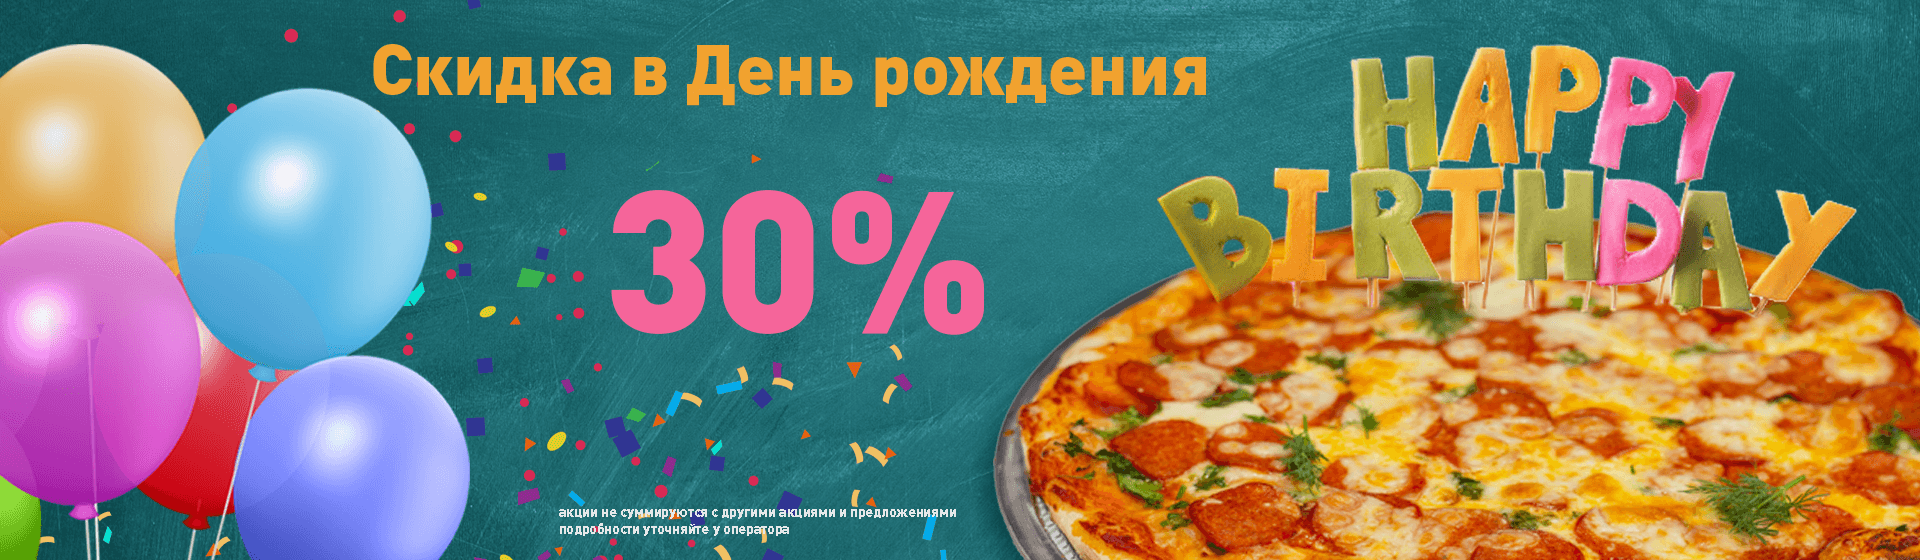 Скидка в День рождения
30%
HAPPY
BIRTHDAY
акции не суммируются с другими акциями и предложениями
подробности уточняйте у оператора